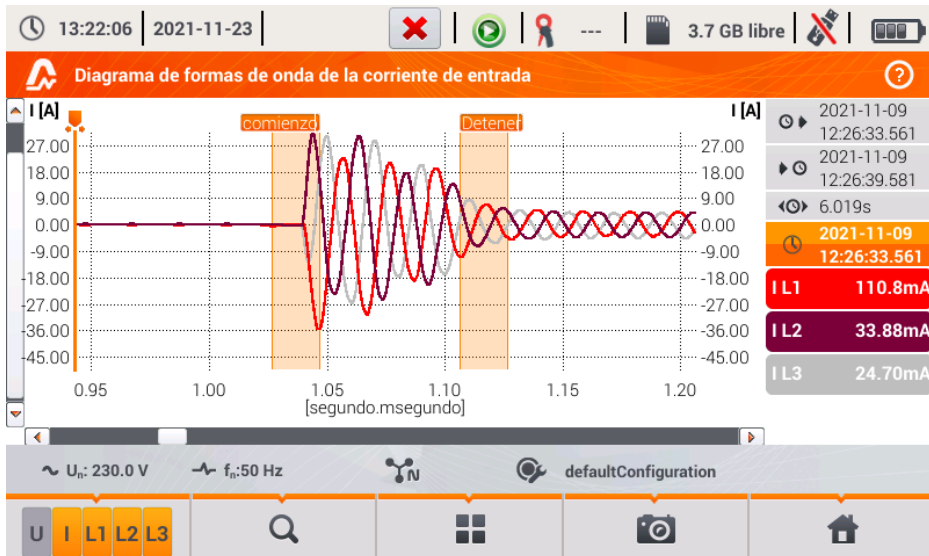 13:22:06 2021-11-23 --- 3.7 GB libre
Diagrama de formas de onda de la corriente de entrada ?
I [A] I [A]
comienzo Detener
27.00 27.00
18.00 18.00
9.00 9.00
0.00 0.00
-9.00 -9.00
-18.00 -18.00
-27.00 -27.00
-36.00 -36.00
-45.00 -45.00
0.95 1.00 1.05 1.10 1.15 1.20
[segundo.msegundo]
2021-11-09
12:26:33.561
2021-11-09
12:26:39.581
6.019s
2021-11-09
12:26:33.561
I L1 110.8mA
I L2 33.88mA
I L3 24.70mA
Un: 230.0 V fn:50 Hz N defaultConfiguration
U I L1 L2 L3